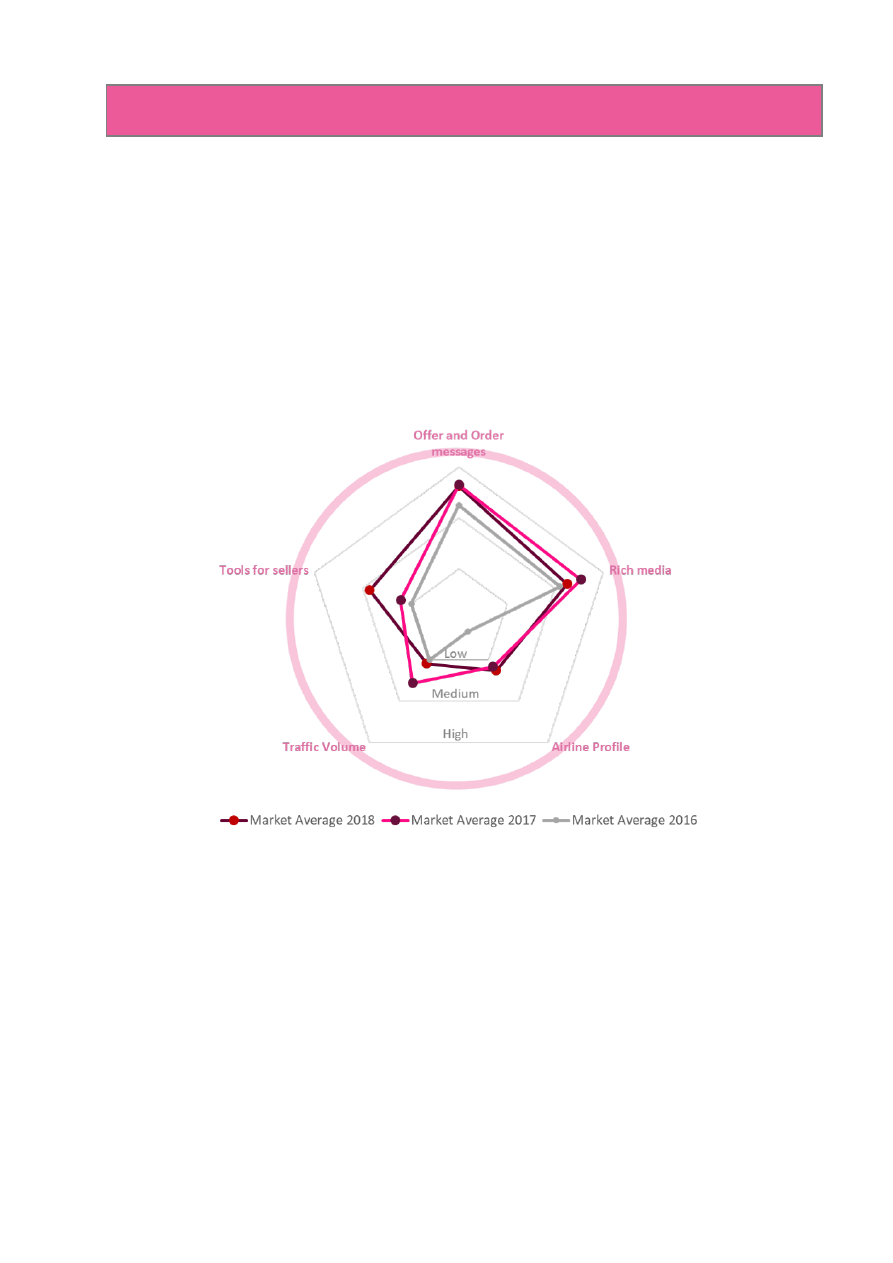 Offer and Order
messages
Tools for sellers
Rich media
Low
Medium
High
Traffic Volume
Airline Profile
Market Average 2018
Market Average 2017
Market Average 2016